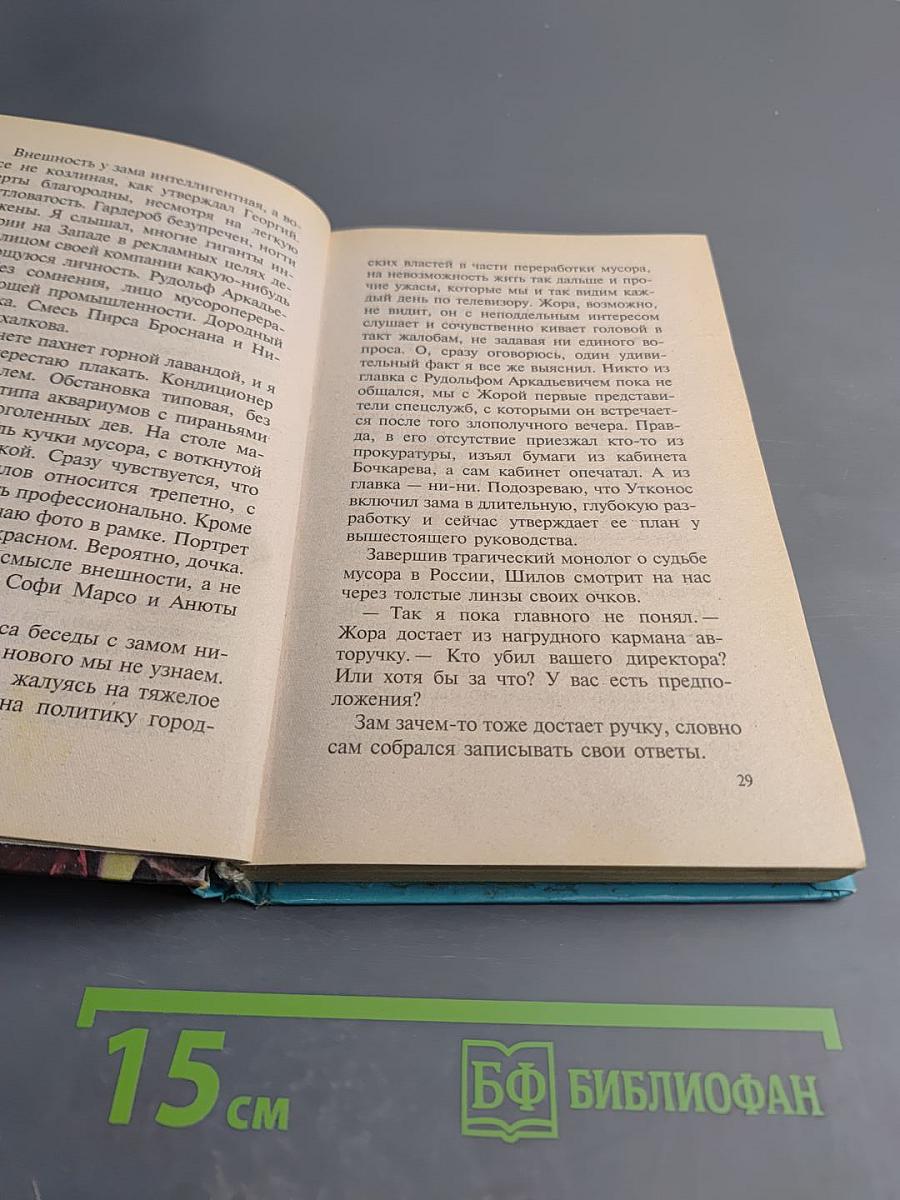 Внешность у зама интеллигентная, а во-
се не козлиная, как утверждал Георгий.
ерты благородны, несмотря на легкую
тловатость. Гардероб безупречен, ногти
жены. Я слышал, многие гиганты ин-
рии на Западе в рекламных целях де-
лицом своей компании какую-нибудь
ющуюся личность. Рудольф Аркадье-
ез сомнения, лицо мусороперера-
ющей промышленности. Дородный
ка. Смесь Пирса Броснана и Ни-
халкова.
нете пахнет горной лавандой, и я
ерестаю плакать. Кондиционер
лем. Обстановка типовая, без
типа аквариумов с пираньями
оголенных дев. На столе ма-
ль кучки мусора, с воткнутой
кой. Сразу чувствуется, что
лов относится трепетно, с
ь профессионально. Кроме
чаю фото в рамке. Портрет
красном. Вероятно, дочка.
смысле внешности, а не
Софи Марсо и Анюты
са беседы с замом ни-
нового мы не узнаем.
жалуясь на тяжелое
на политику город-
ских властей в части переработки мусора,
на невозможность жить так дальше и про-
чие ужасы, которые мы и так видим каж-
дый день по телевизору. Жора, возможно,
не видит, он с неподдельным интересом
слушает и сочувственно кивает головой в
такт жалобам, не задавая ни единого во-
проса. О, сразу оговорюсь, один удиви-
тельный факт я все же выяснил. Никто из
главка с Рудольфом Аркадьевичем пока не
общался, мы с Жорой первые представи-
тели спецслужб, с которыми он встречает-
ся после того злополучного вечера. Прав-
да, в его отсутствие приезжал кто-то из
прокуратуры, изъял бумаги из кабинета
Бочкарева, а сам кабинет опечатал. А из
главка — ни-ни. Подозреваю, что Утконос
включил зама в длительную, глубокую раз-
работку и сейчас утверждает ее план у
вышестоящего руководства.
Завершив трагический монолог о судьбе
мусора в России, Шилов смотрит на нас
через толстые линзы своих очков.
— Так я пока главного не понял. —
Жора достает из нагрудного кармана ав-
торучку. — Кто убил вашего директора?
Или хотя бы за что? У вас есть предпо-
ложения?
Зам зачем-то тоже достает ручку, словно
сам собрался записывать свои ответы.
29
15 см
БФ БИБЛИОФАН